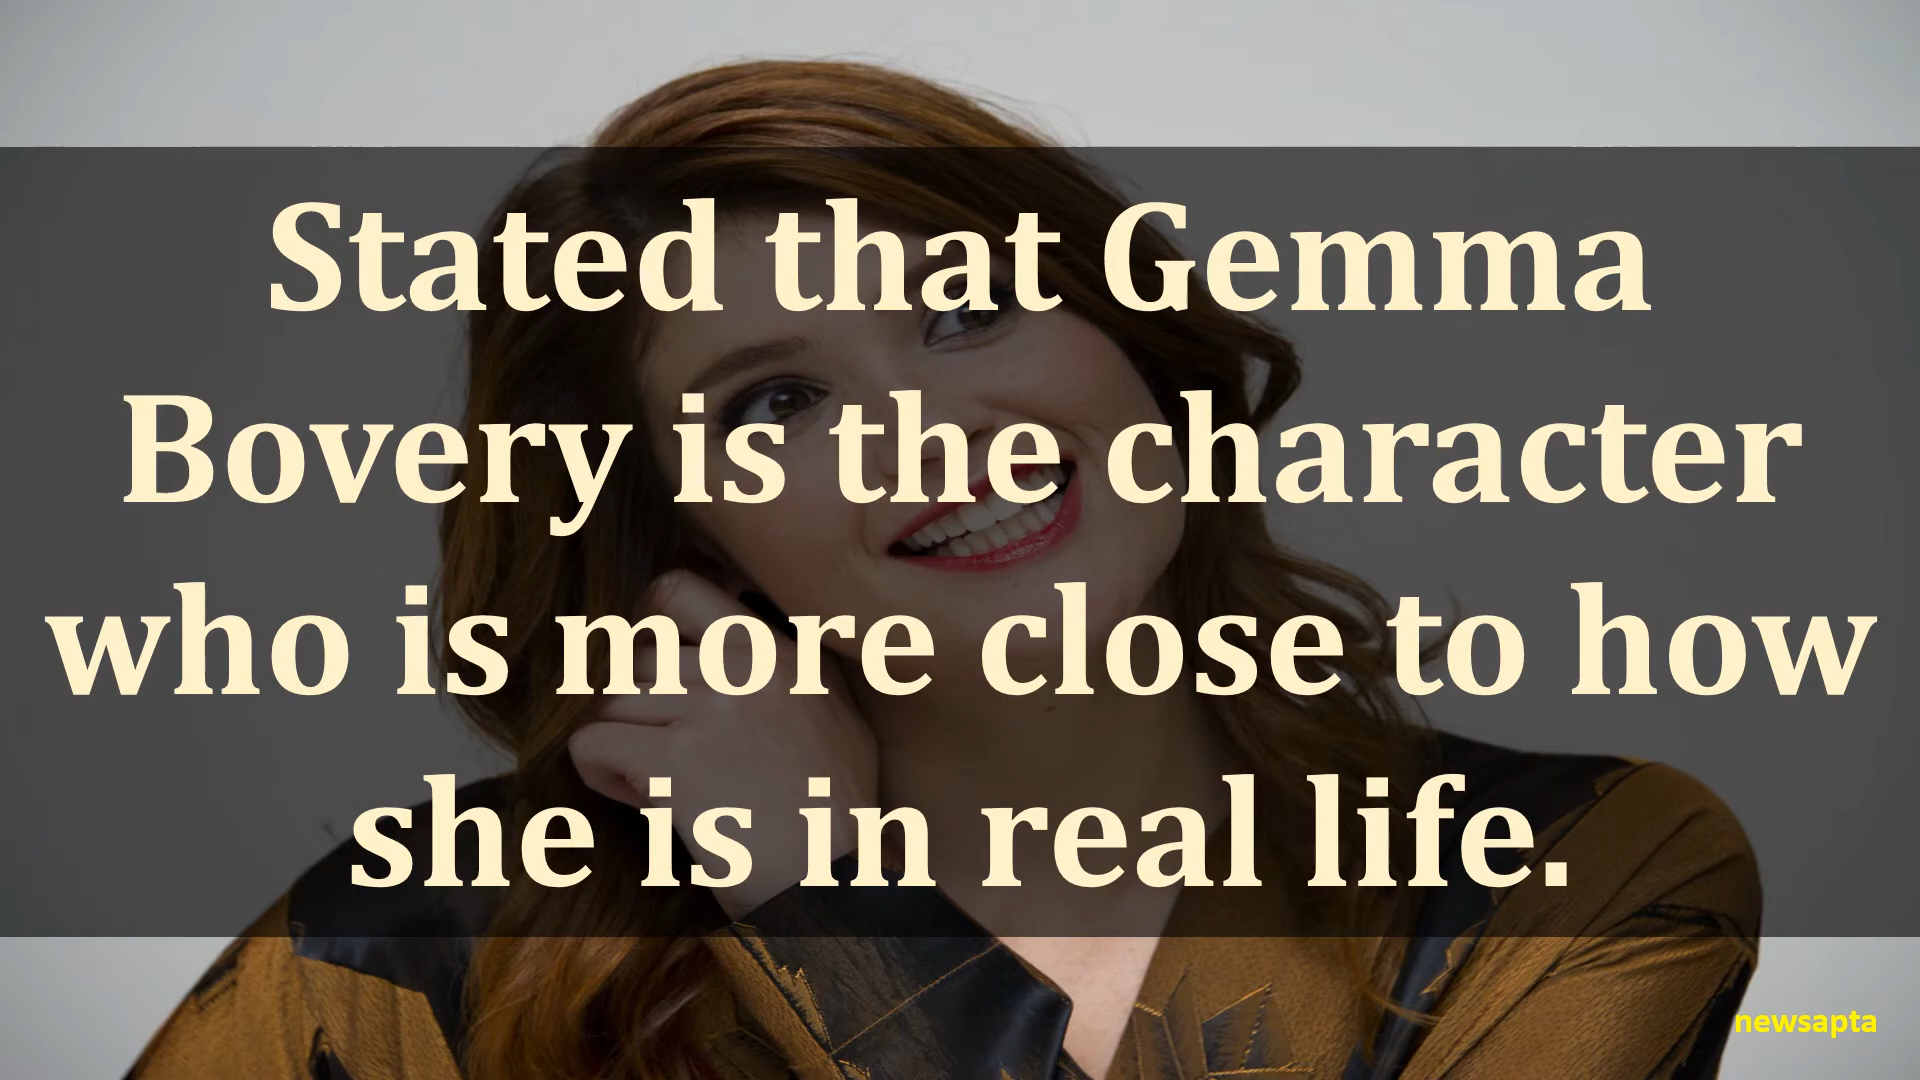 Stated that Gemma
Bovery is the character
who is more close to how
she is in real life.
newsapta